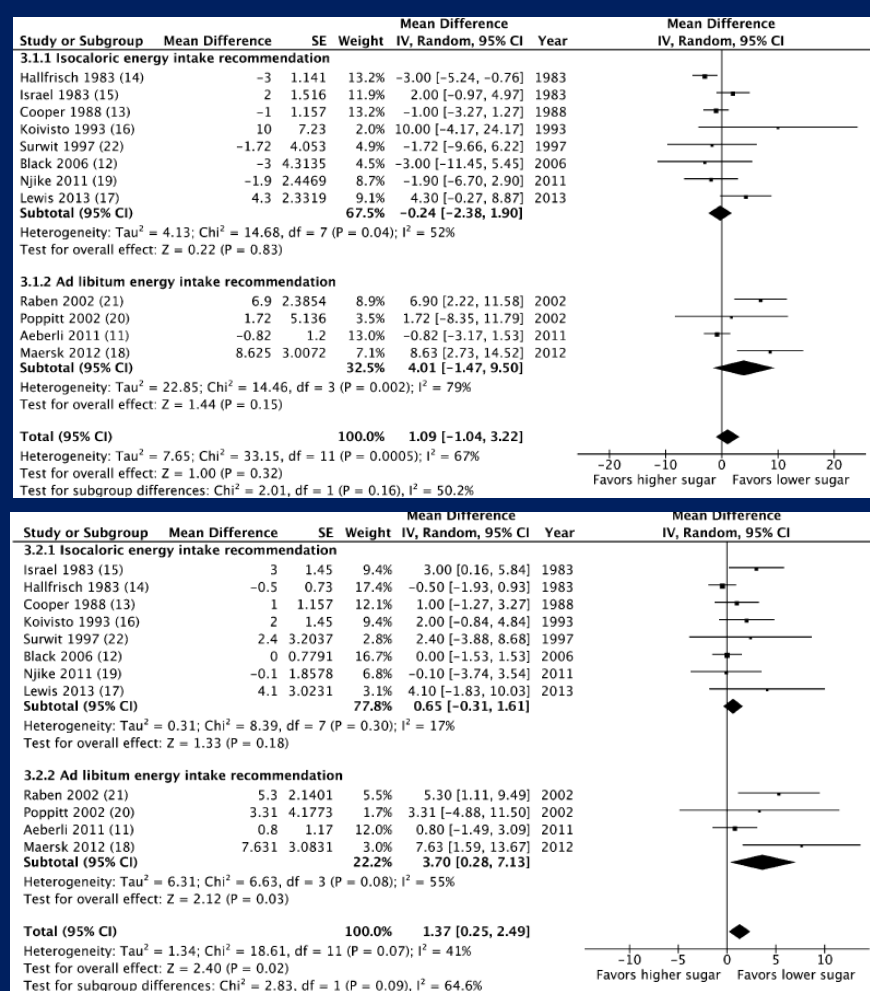 Mean Difference Mean Difference
Study or Subgroup Mean Difference SE Weight IV, Random, 95% CI Year IV, Random, 95% CI
3.1.1 Isocaloric energy intake recommendation
Hallfrisch 1983 (14) −3 1.141 13.2% −3.00 [−5.24, −0.76] 1983
Israel 1983 (15) 2 1.516 11.9% 2.00 [−0.97, 4.97] 1983
Cooper 1988 (13) −1 1.157 13.2% −1.00 [−3.27, 1.27] 1988
Koivisto 1993 (16) 10 7.23 2.0% 10.00 [−4.17, 24.17] 1993
Surwit 1997 (22) −1.72 4.053 4.9% −1.72 [−9.66, 6.22] 1997
Black 2006 (12) −3 4.3135 4.5% −3.00 [−11.45, 5.45] 2006
Njike 2011 (19) −1.9 2.4469 8.7% −1.90 [−6.70, 2.90] 2011
Lewis 2013 (17) 4.3 2.3319 9.1% 4.30 [−0.27, 8.87] 2013
Subtotal (95% CI) 67.5% −0.24 [−2.38, 1.90]
Heterogeneity: Tau² = 4.13; Chi² = 14.68, df = 7 (P = 0.04); I² = 52%
Test for overall effect: Z = 0.22 (P = 0.83)
3.1.2 Ad libitum energy intake recommendation
Raben 2002 (21) 6.9 2.3854 8.9% 6.90 [2.22, 11.58] 2002
Poppitt 2002 (20) 1.72 5.136 3.5% 1.72 [−8.35, 11.79] 2002
Aeberli 2011 (11) −0.82 1.2 13.0% −0.82 [−3.17, 1.53] 2011
Maersk 2012 (18) 8.625 3.0072 7.1% 8.63 [2.73, 14.52] 2012
Subtotal (95% CI) 32.5% 4.01 [−1.47, 9.50]
Heterogeneity: Tau² = 22.85; Chi² = 14.46, df = 3 (P = 0.002); I² = 79%
Test for overall effect: Z = 1.44 (P = 0.15)
Total (95% CI) 100.0% 1.09 [−1.04, 3.22]
Heterogeneity: Tau² = 7.65; Chi² = 33.15, df = 11 (P = 0.0005); I² = 67%
Test for overall effect: Z = 1.00 (P = 0.32)
Test for subgroup differences: Chi² = 2.01, df = 1 (P = 0.16), I² = 50.2%
−20 −10 0 10 20
Favors higher sugar Favors lower sugar
Mean Difference Mean Difference
Study or Subgroup Mean Difference SE Weight IV, Random, 95% CI Year IV, Random, 95% CI
3.2.1 Isocaloric energy intake recommendation
Israel 1983 (15) 3 1.45 9.4% 3.00 [0.16, 5.84] 1983
Hallfrisch 1983 (14) −0.5 0.73 17.4% −0.50 [−1.93, 0.93] 1983
Cooper 1988 (13) 1 1.157 12.1% 1.00 [−1.27, 3.27] 1988
Koivisto 1993 (16) 2 1.45 9.4% 2.00 [−0.84, 4.84] 1993
Surwit 1997 (22) 2.4 3.2037 2.8% 2.40 [−3.88, 8.68] 1997
Black 2006 (12) 0 0.7791 16.7% 0.00 [−1.53, 1.53] 2006
Njike 2011 (19) −0.1 1.8578 6.8% −0.10 [−3.74, 3.54] 2011
Lewis 2013 (17) 4.1 3.0231 3.1% 4.10 [−1.83, 10.03] 2013
Subtotal (95% CI) 77.8% 0.65 [−0.31, 1.61]
Heterogeneity: Tau² = 0.31; Chi² = 8.39, df = 7 (P = 0.30); I² = 17%
Test for overall effect: Z = 1.33 (P = 0.18)
3.2.2 Ad libitum energy intake recommendation
Raben 2002 (21) 5.3 2.1401 5.5% 5.30 [1.11, 9.49] 2002
Poppitt 2002 (20) 3.31 4.1773 1.7% 3.31 [−4.88, 11.50] 2002
Aeberli 2011 (11) 0.8 1.17 12.0% 0.80 [−1.49, 3.09] 2011
Maersk 2012 (18) 7.631 3.0831 3.0% 7.63 [1.59, 13.67] 2012
Subtotal (95% CI) 22.2% 3.70 [0.28, 7.13]
Heterogeneity: Tau² = 6.31; Chi² = 6.63, df = 3 (P = 0.08); I² = 55%
Test for overall effect: Z = 2.12 (P = 0.03)
Total (95% CI) 100.0% 1.37 [0.25, 2.49]
Heterogeneity: Tau² = 1.34; Chi² = 18.61, df = 11 (P = 0.07); I² = 41%
Test for overall effect: Z = 2.40 (P = 0.02)
Test for subgroup differences: Chi² = 2.83, df = 1 (P = 0.09), I² = 64.6%
−10 −5 0 5 10
Favors higher sugar Favors lower sugar